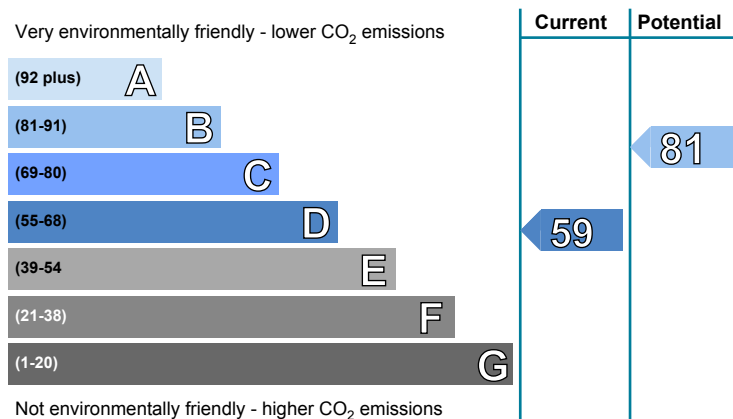 Current Potential
Very environmentally friendly - lower CO2 emissions
(92 plus) A
(81-91) B
81
(69-80) C
(55-68) D
59
(39-54 E
(21-38) F
(1-20) G
Not environmentally friendly - higher CO2 emissions